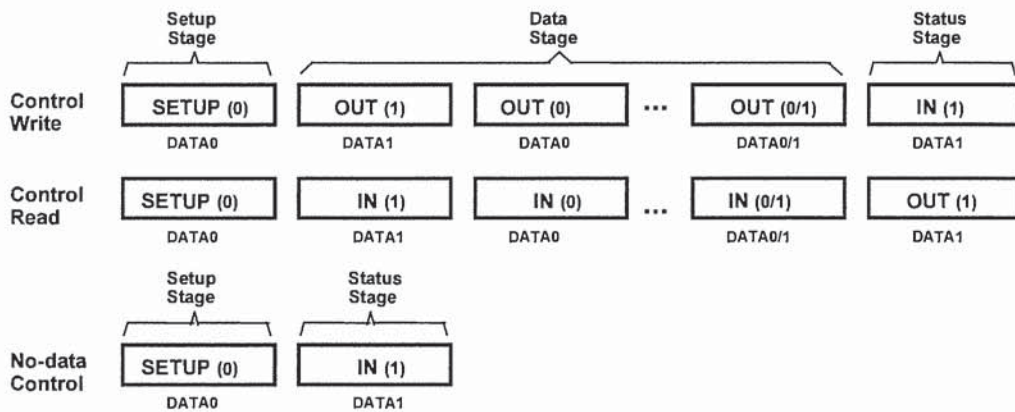 Setup Stage
Data Stage
Status Stage
Control Write
SETUP (0)
OUT (1)
OUT (0)
...
OUT (0/1)
IN (1)
DATA0
DATA1
DATA0
DATA0/1
DATA1
Control Read
SETUP (0)
IN (1)
IN (0)
...
IN (0/1)
OUT (1)
DATA0
DATA1
DATA0
DATA0/1
DATA1
Setup Stage
Status Stage
No-data Control
SETUP (0)
IN (1)
DATA0
DATA1